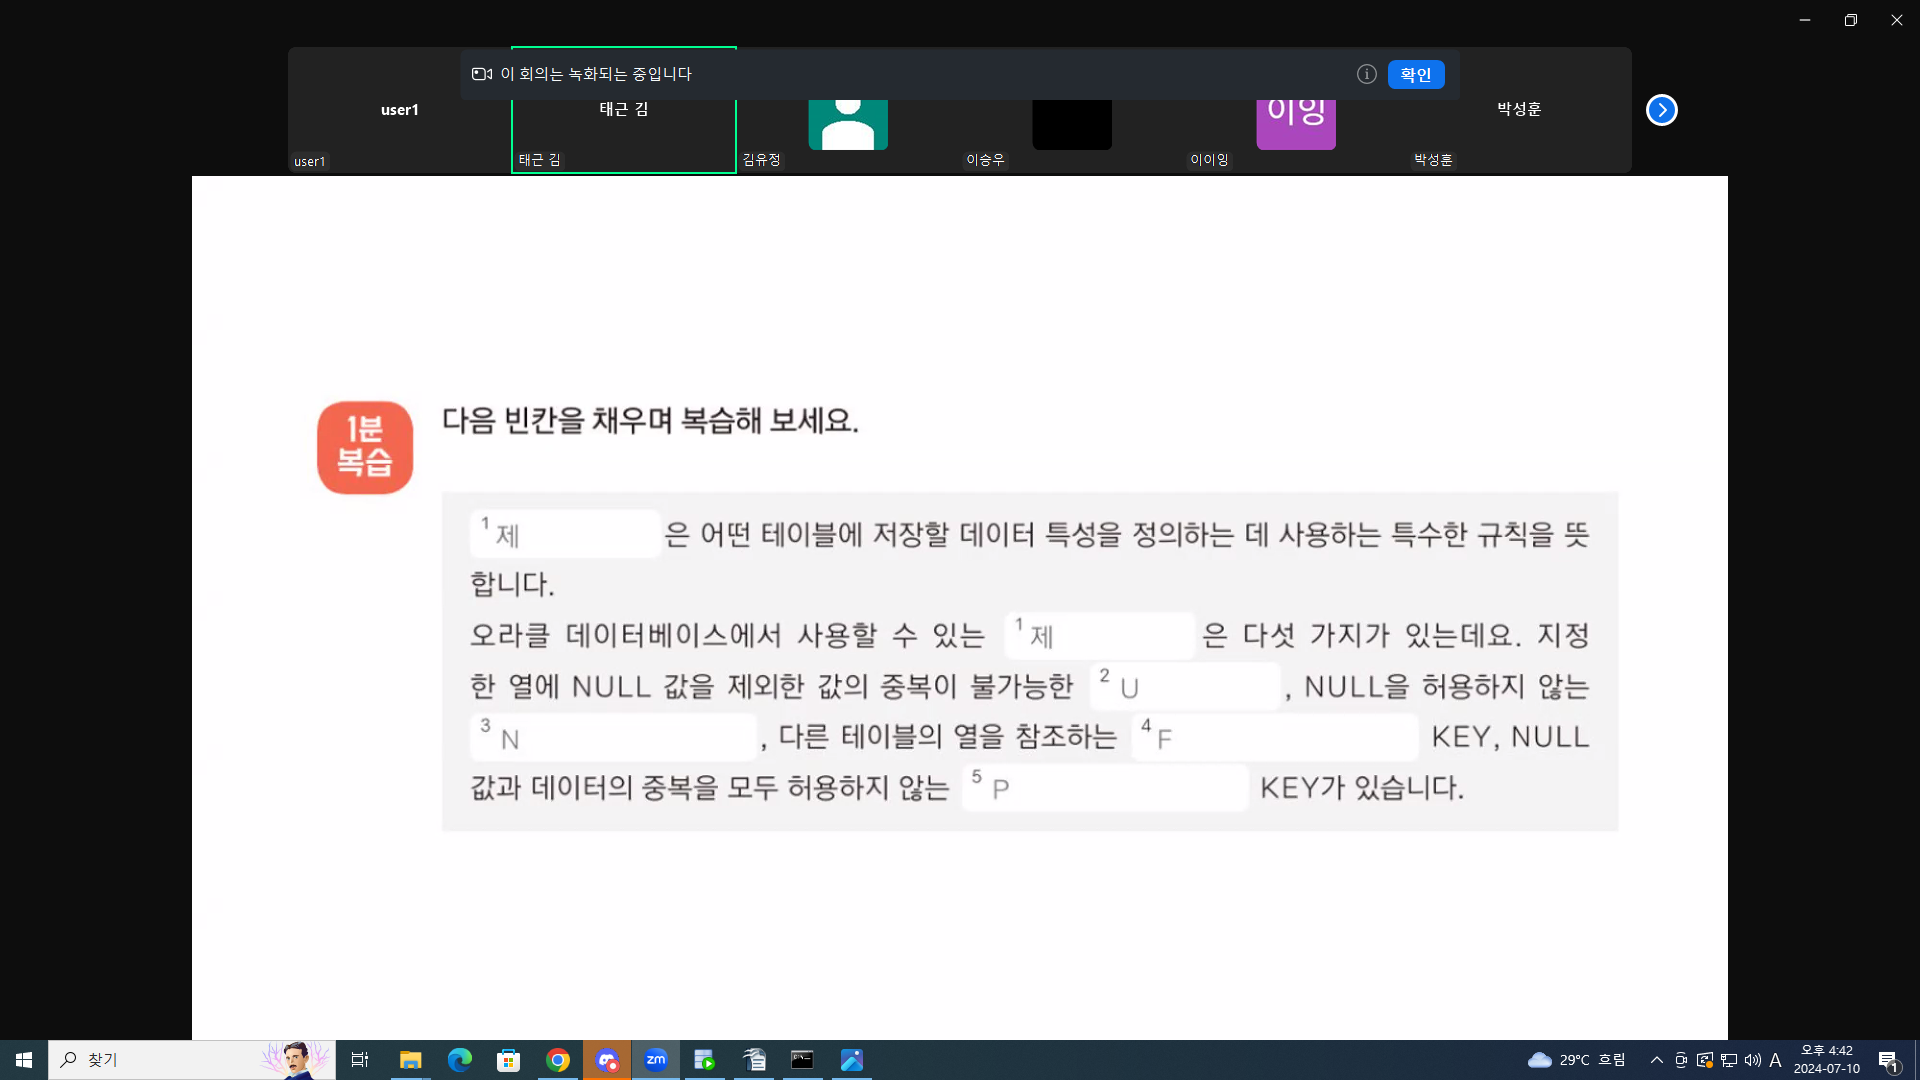 이 회의는 녹화되는 중입니다
확인
user1
태근 김
이잉
박성훈
user1
태근 김
김유정
이승우
이이잉
박성훈
1분
복습
다음 빈칸을 채우며 복습해 보세요.
1 제 은 어떤 테이블에 저장할 데이터 특성을 정의하는 데 사용하는 특수한 규칙을 뜻
합니다.
오라클 데이터베이스에서 사용할 수 있는 1 제 은 다섯 가지가 있는데요. 지정
한 열에 NULL 값을 제외한 값의 중복이 불가능한 2 U , NULL을 허용하지 않는
3 N , 다른 테이블의 열을 참조하는 4 F KEY, NULL
값과 데이터의 중복을 모두 허용하지 않는 5 P KEY가 있습니다.
찾기
zm
29°C 흐림
A
오후 4:42
2024-07-10
1